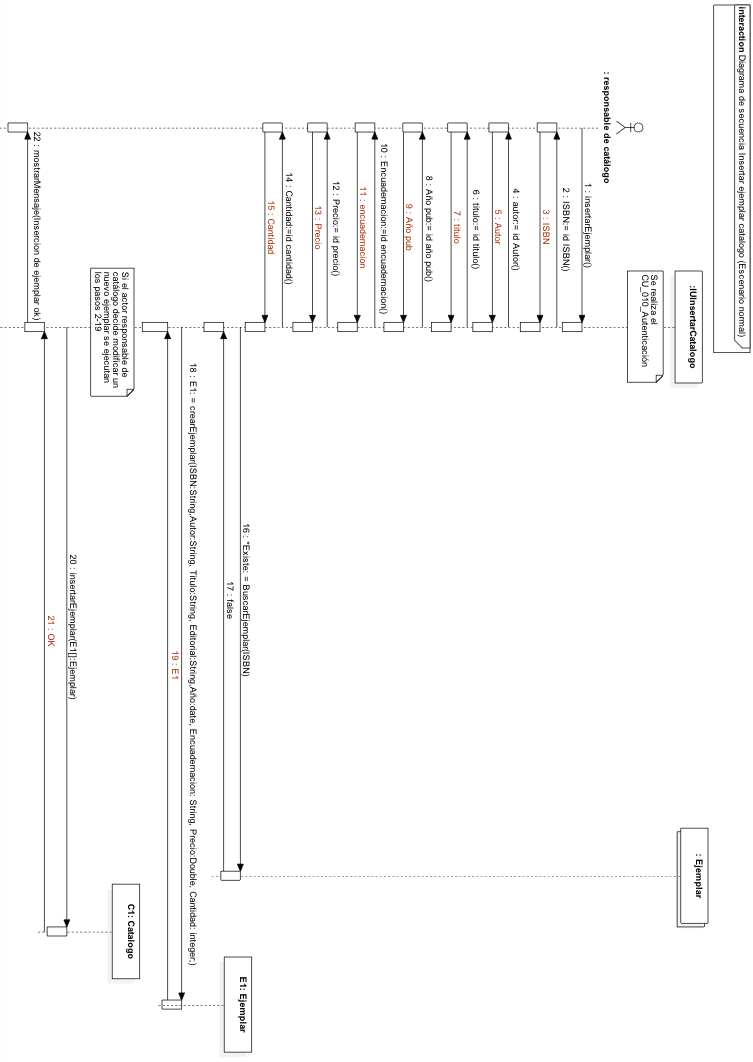 interaction Diagrama de secuencia Insertar ejemplar catalogo (Escenario normal)
: responsable de catálogo
:IUInsertarCatalogo
: Ejemplar
Se realiza el
CU_010_Autenticación
1 : insertarEjemplar()
2 : ISBN:= id ISBN()
3 : ISBN
4 : autor:= id Autor()
5 : Autor
6 : titulo:= id titulo()
7 : titulo
8 : Año pub:= id año pub()
9 : Año pub
10 : Encuadernacion:=id encuadernacion()
11 : encuadernacion
12 : Precio:= id precio()
13 : Precio
14 : Cantidad:=id cantidad()
15 : Cantidad
16 : *Existe: = BuscarEjemplar(ISBN)
17 : false
E1: Ejemplar
18 : E1: = crearEjemplar(ISBN:String,Autor:String, Titulo:String, Editorial:String,Año:date, Encuadernacion: String, Precio:Double, Cantidad: integer;)
19 : E1
C1: Catalogo
Si el actor responsable de
catálogo decide modificar un
nuevo ejemplar se ejecutan
los pasos 2-19
20 : insertarEjemplar(E1[]:Ejemplar)
21 : OK
22 : mostrarMensaje(Insercion de ejemplar ok)